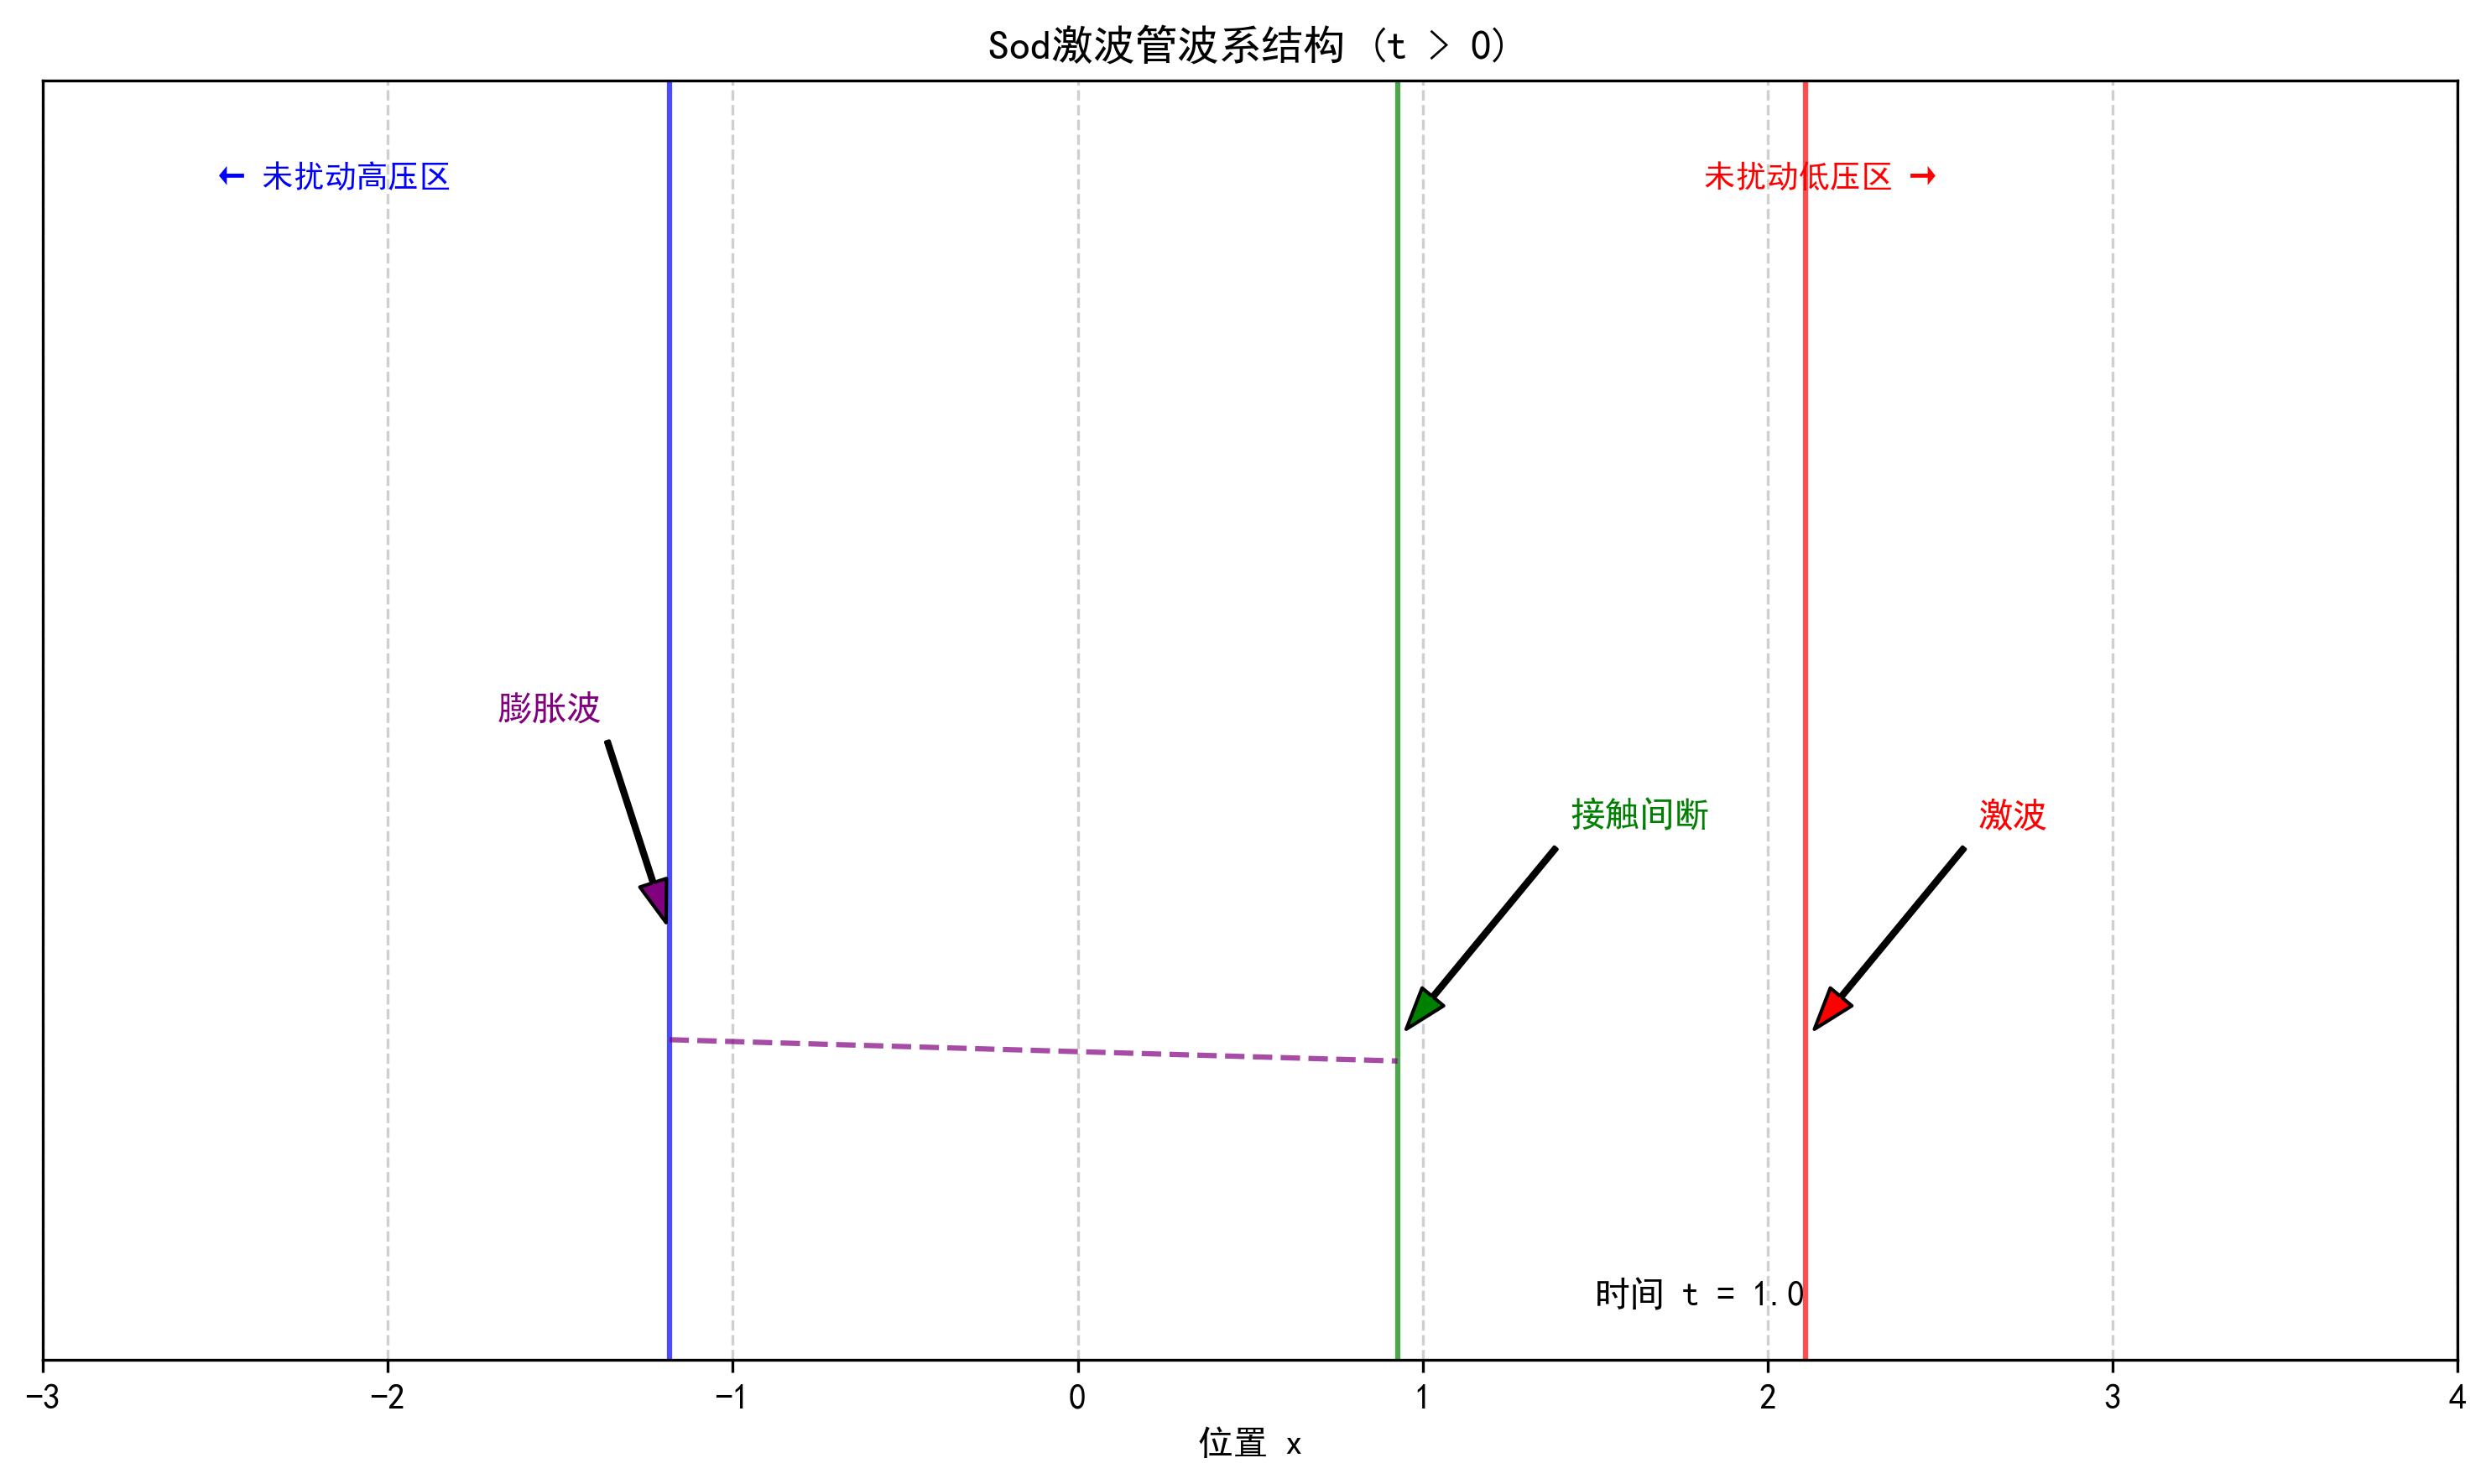 Sod激波管波系结构 (t > 0)
← 未扰动高压区
未扰动低压区 →
膨胀波
接触间断
激波
时间 t = 1.0
-3
-2
-1
0
1
2
3
4
位置 x